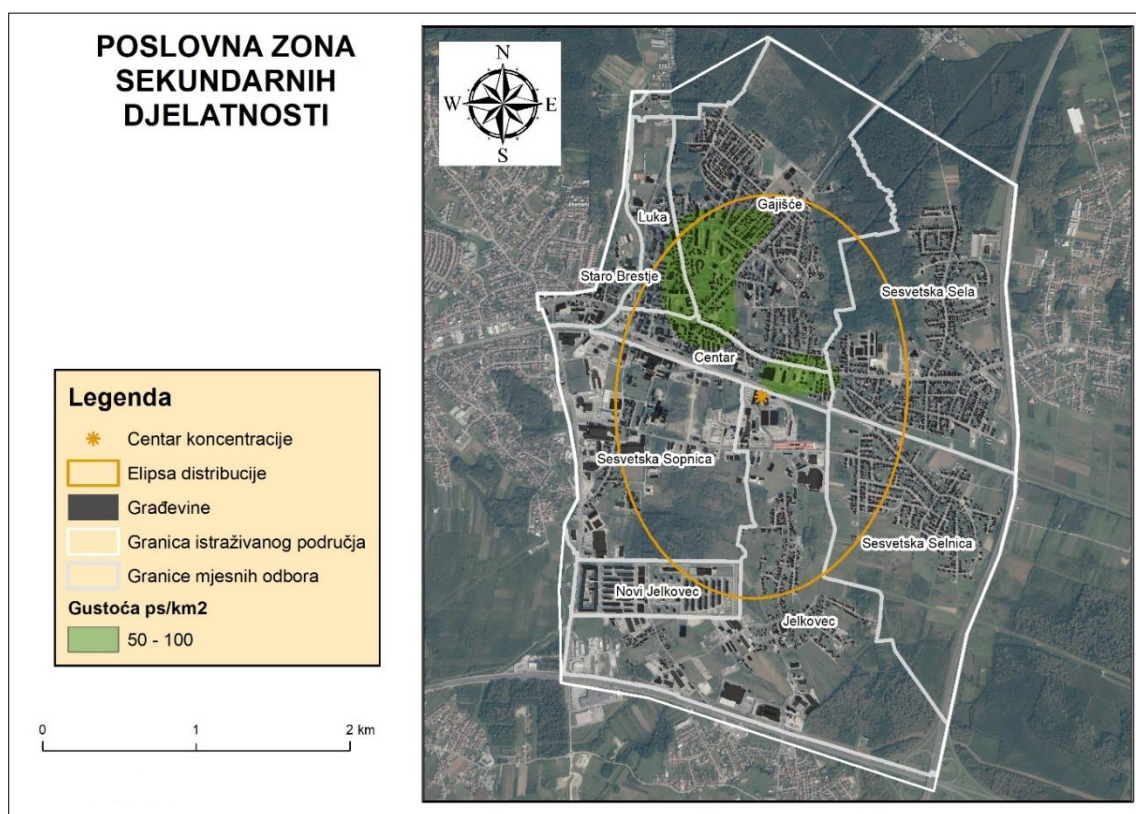 POSLOVNA ZONA
SEKUNDARNIH
DJELATNOSTI
N
W E
S
Gajišće
Luka
Staro Brestje
Sesvetska Sela
Centar
Sesvetska Sopnica
Sesvetska Selnica
Novi Jelkovec
Jelkovec
Legenda
Centar koncentracije
Elipsa distribucije
Građevine
Granica istraživanog područja
Granice mjesnih odbora
Gustoća ps/km2
50 - 100
0 1 2 km